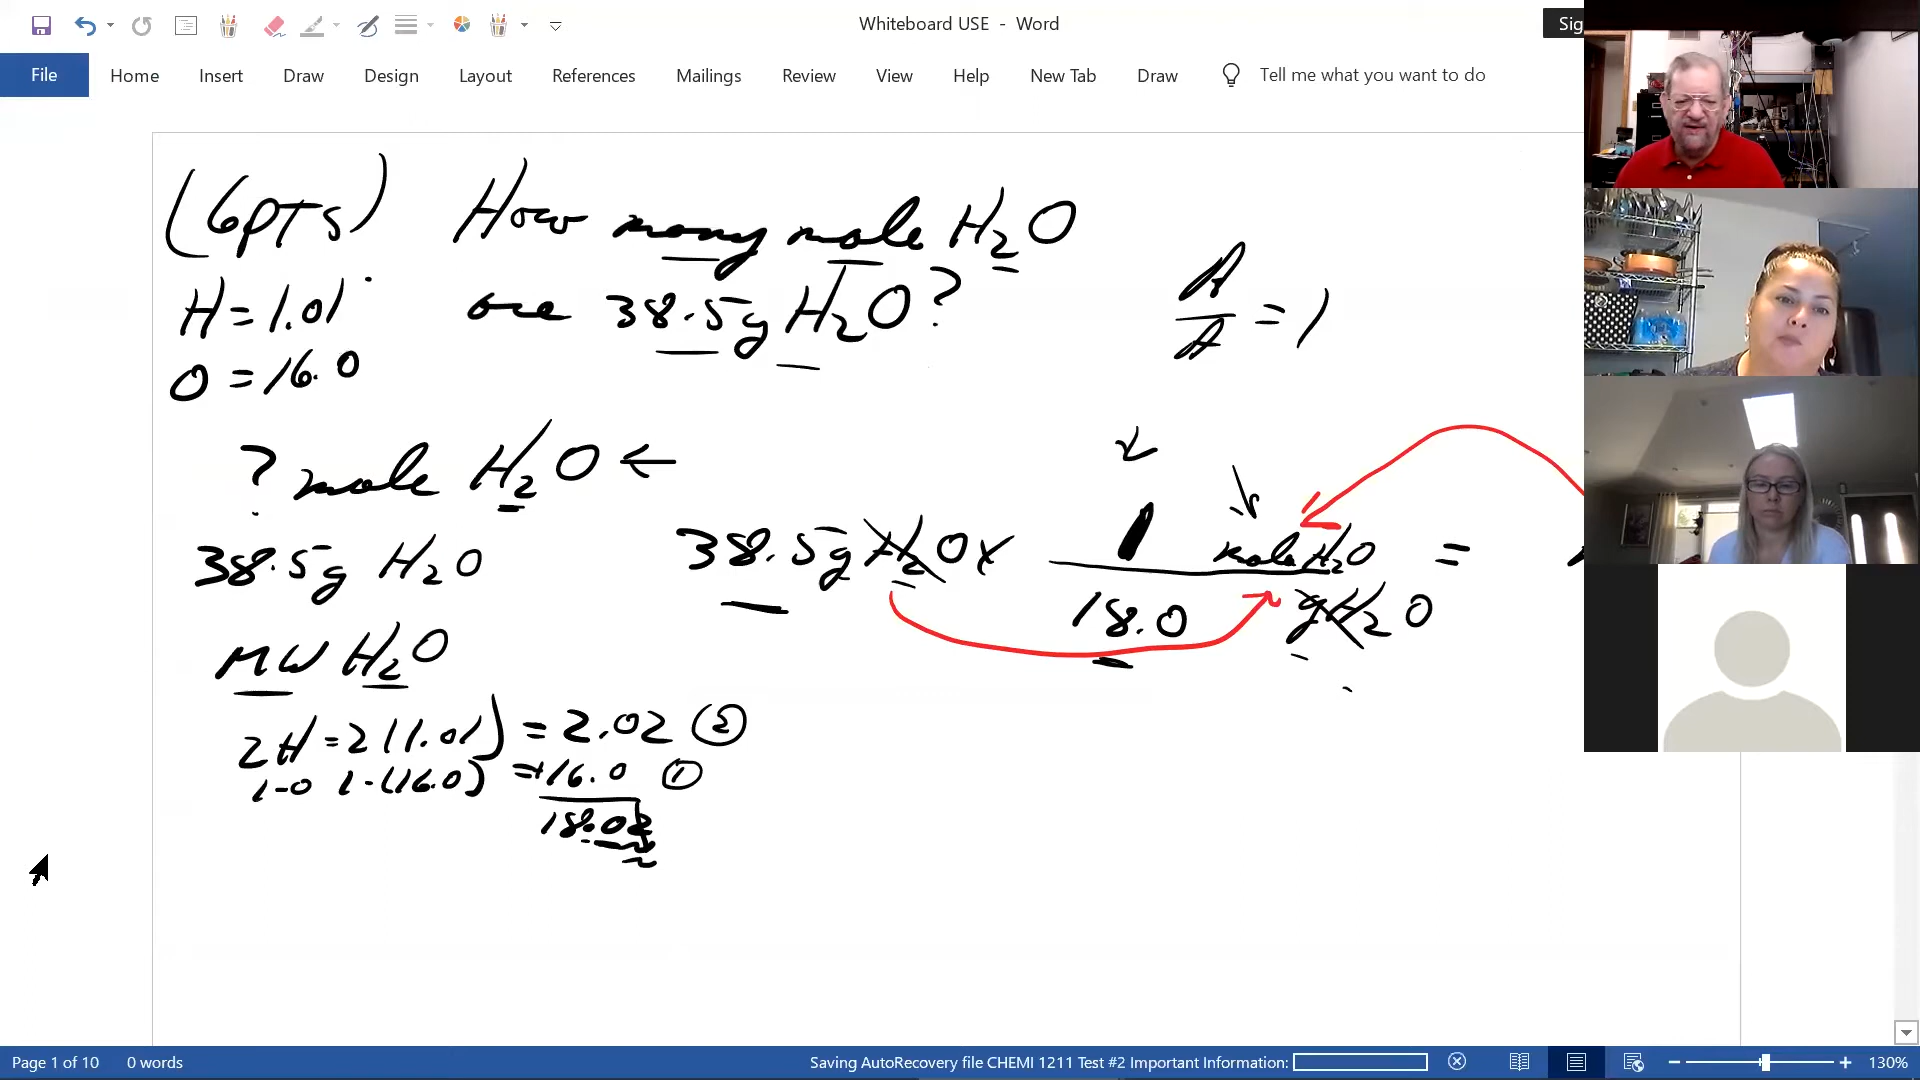 Whiteboard USE - Word
Sig
File Home Insert Draw Design Layout References Mailings Review View Help New Tab Draw Tell me what you want to do
(6pTs) How many mole H₂O
H = 1.01
are 38.5g H₂O?
O = 16.0
A/A = 1
? mole H₂O ←
38.5g H₂O
38.5g H₂O x 1 mole H₂O / 18.0 g H₂O =
MW H₂O
2H = 2(1.01) = 2.02 ②
1-O 1-(16.0) = +16.0 ①
18.02
Page 1 of 10 0 words Saving AutoRecovery file CHEMI 1211 Test #2 Important Information: 130%